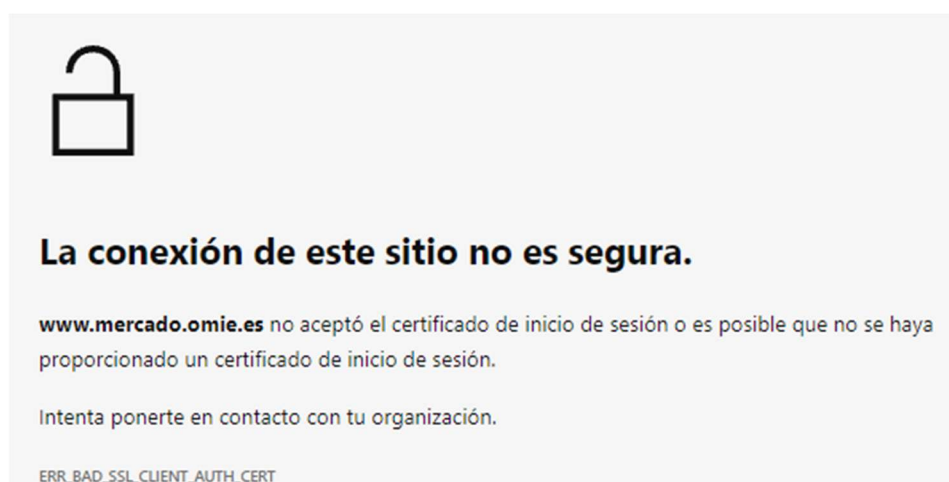 La conexión de este sitio no es segura.
www.mercado.omie.es no aceptó el certificado de inicio de sesión o es posible que no se haya
proporcionado un certificado de inicio de sesión.
Intenta ponerte en contacto con tu organización.
ERR_BAD_SSL_CLIENT_AUTH_CERT